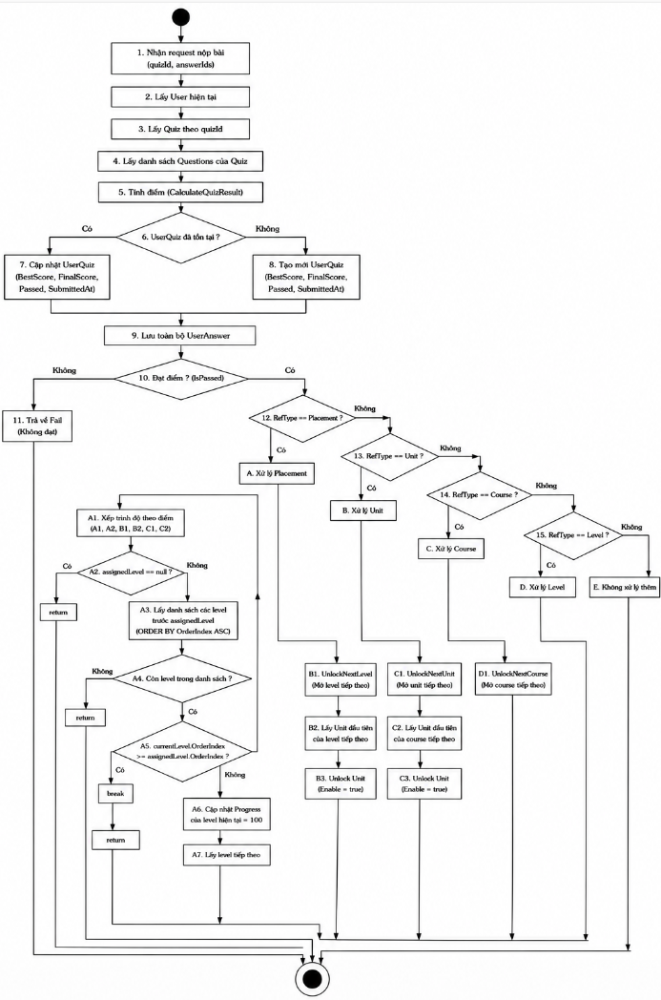 1. Nhận request nộp bài
(quizId, answerIds)
2. Lấy User hiện tại
3. Lấy Quiz theo quizId
4. Lấy danh sách Questions của Quiz
5. Tính điểm (CalculateQuizResult)
6. UserQuiz đã tồn tại ?
Có
Không
7. Cập nhật UserQuiz
(BestScore, FinalScore,
Passed, SubmittedAt)
8. Tạo mới UserQuiz
(BestScore, FinalScore,
Passed, SubmittedAt)
9. Lưu toàn bộ UserAnswer
10. Đạt điểm ? (IsPassed)
Không
Có
11. Trả về Fail
(Không đạt)
12. RefType == Placement ?
Không
Có
A. Xử lý Placement
13. RefType == Unit ?
Không
Có
B. Xử lý Unit
14. RefType == Course ?
Không
Có
C. Xử lý Course
15. RefType == Level ?
Không
Có
D. Xử lý Level
E. Không xử lý thêm
A1. Xếp trình độ theo điểm
(A1, A2, B1, B2, C1, C2)
A2. assignedLevel == null ?
Có
Không
return
A3. Lấy danh sách các level
trước assignedLevel
(ORDER BY OrderIndex ASC)
A4. Còn level trong danh sách ?
Không
Có
return
A5. currentLevel.OrderIndex
>= assignedLevel.OrderIndex ?
Có
Không
break
return
A6. Cập nhật Progress
của level hiện tại = 100
A7. Lấy level tiếp theo
B1. UnlockNextLevel
(Mở level tiếp theo)
B2. Lấy Unit đầu tiên
của level tiếp theo
B3. Unlock Unit
(Enable = true)
C1. UnlockNextUnit
(Mở unit tiếp theo)
C2. Lấy Unit đầu tiên
của course tiếp theo
C3. Unlock Unit
(Enable = true)
D1. UnlockNextCourse
(Mở course tiếp theo)